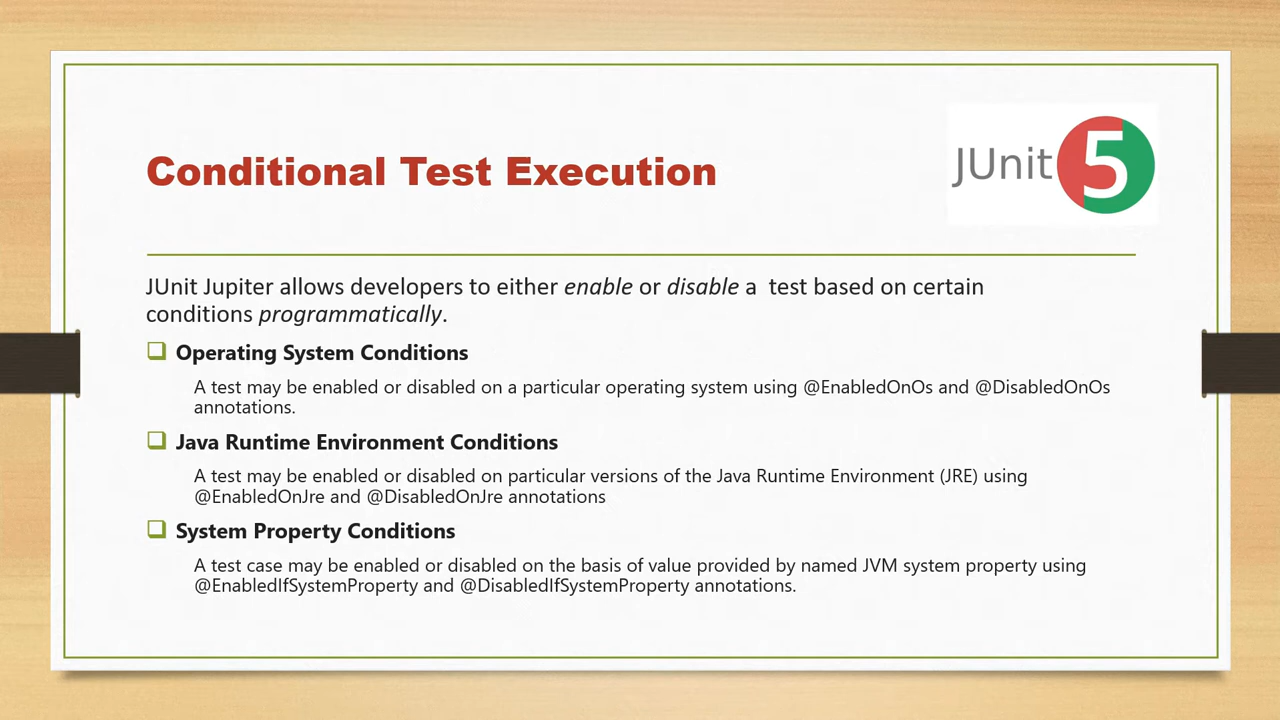 Conditional Test Execution
JUnit 5
JUnit Jupiter allows developers to either enable or disable a  test based on certain
conditions programmatically.
Operating System Conditions
A test may be enabled or disabled on a particular operating system using @EnabledOnOs and @DisabledOnOs
annotations.
Java Runtime Environment Conditions
A test may be enabled or disabled on particular versions of the Java Runtime Environment (JRE) using
@EnabledOnJre and @DisabledOnJre annotations
System Property Conditions
A test case may be enabled or disabled on the basis of value provided by named JVM system property using
@EnabledIfSystemProperty and @DisabledIfSystemProperty annotations.